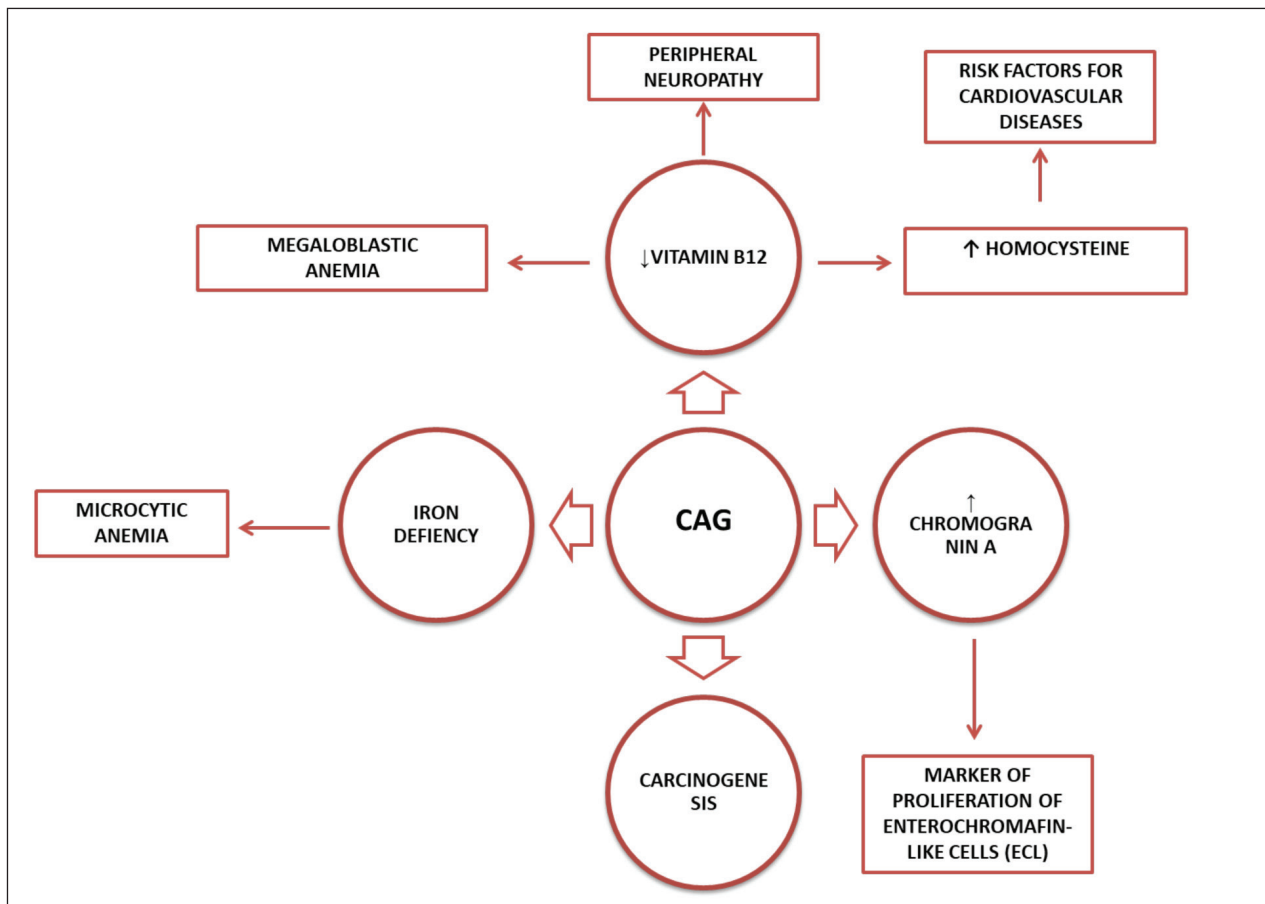 PERIPHERAL
NEUROPATHY
RISK FACTORS FOR
CARDIOVASCULAR
DISEASES
MEGALOBLASTIC
ANEMIA
↓VITAMIN B12
↑ HOMOCYSTEINE
MICROCYTIC
ANEMIA
IRON
DEFIENCY
CAG
↑
CHROMOGRA
NIN A
CARCINOGENE
SIS
MARKER OF
PROLIFERATION OF
ENTEROCHROMAFIN-
LIKE CELLS (ECL)